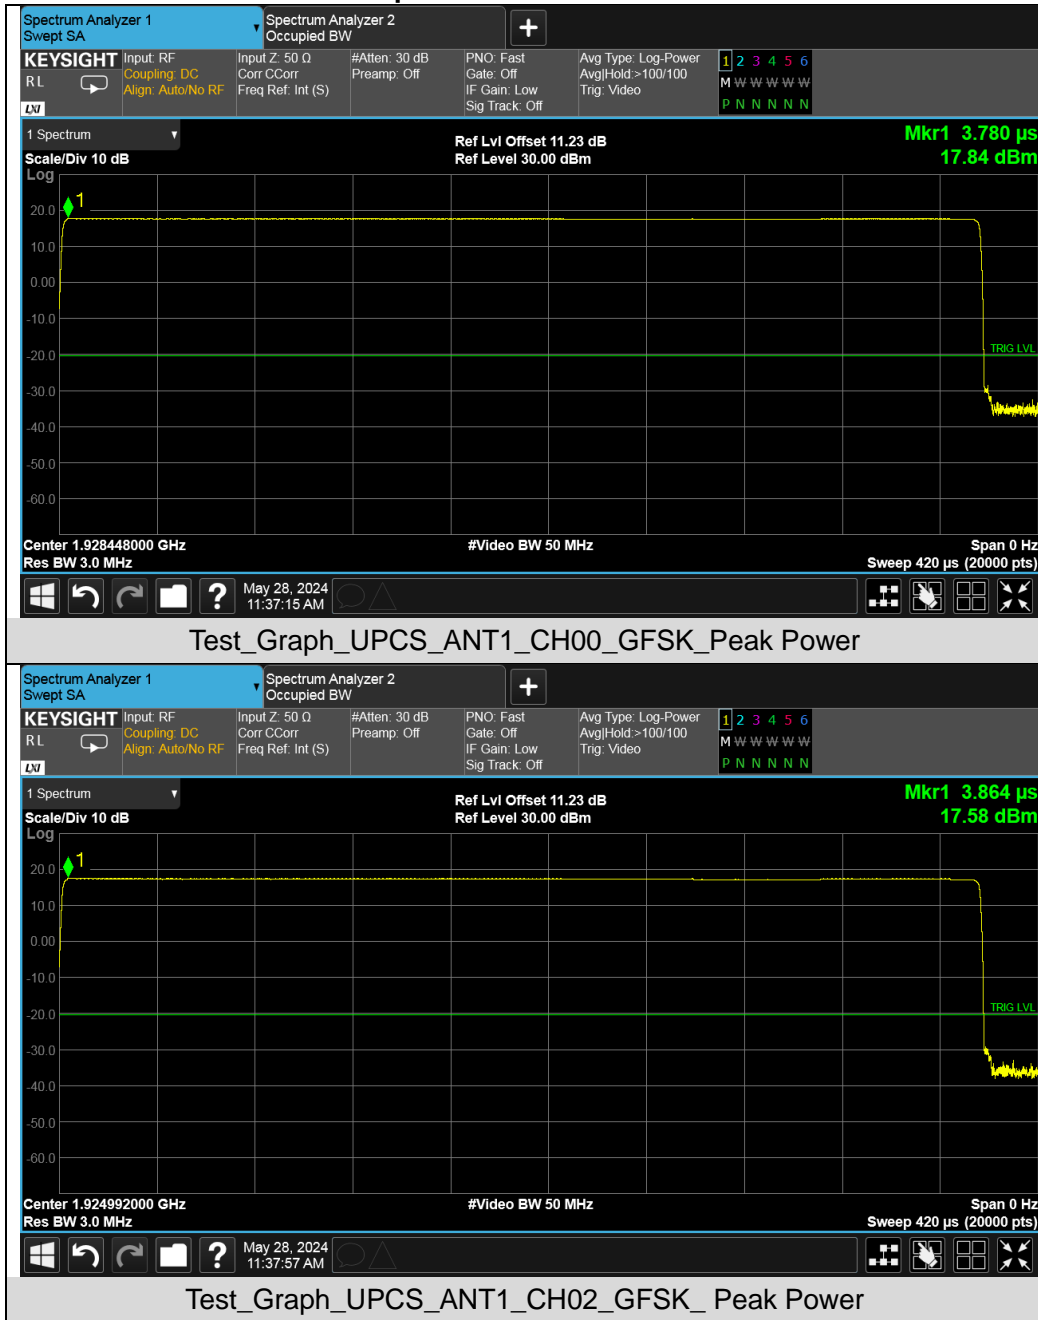 Spectrum Analyzer 1
Swept SA
Spectrum Analyzer 2
Occupied BW
KEYSIGHT
R L
LXI
Input: RF
Coupling: DC
Align: Auto/No RF
Input Z: 50 Ω
Corr CCorr
Freq Ref: Int (S)
#Atten: 30 dB
Preamp: Off
PNO: Fast
Gate: Off
IF Gain: Low
Sig Track: Off
Avg Type: Log-Power
Avg|Hold:>100/100
Trig: Video
1 2 3 4 5 6
M W W W W W
P N N N N N
1 Spectrum
Scale/Div 10 dB
Log
Ref Lvl Offset 11.23 dB
Ref Level 30.00 dBm
Mkr1 3.780 µs
17.84 dBm
1
20.0
10.0
0.00
-10.0
-20.0
-30.0
-40.0
-50.0
-60.0
TRIG LVL
Center 1.928448000 GHz
Res BW 3.0 MHz
#Video BW 50 MHz
Span 0 Hz
Sweep 420 µs (20000 pts)
?
May 28, 2024
11:37:15 AM
Test_Graph_UPCS_ANT1_CH00_GFSK_Peak Power
Spectrum Analyzer 1
Swept SA
Spectrum Analyzer 2
Occupied BW
KEYSIGHT
R L
LXI
Input: RF
Coupling: DC
Align: Auto/No RF
Input Z: 50 Ω
Corr CCorr
Freq Ref: Int (S)
#Atten: 30 dB
Preamp: Off
PNO: Fast
Gate: Off
IF Gain: Low
Sig Track: Off
Avg Type: Log-Power
Avg|Hold:>100/100
Trig: Video
1 2 3 4 5 6
M W W W W W
P N N N N N
1 Spectrum
Scale/Div 10 dB
Log
Ref Lvl Offset 11.23 dB
Ref Level 30.00 dBm
Mkr1 3.864 µs
17.58 dBm
1
20.0
10.0
0.00
-10.0
-20.0
-30.0
-40.0
-50.0
-60.0
TRIG LVL
Center 1.924992000 GHz
Res BW 3.0 MHz
#Video BW 50 MHz
Span 0 Hz
Sweep 420 µs (20000 pts)
?
May 28, 2024
11:37:57 AM
Test_Graph_UPCS_ANT1_CH02_GFSK_ Peak Power